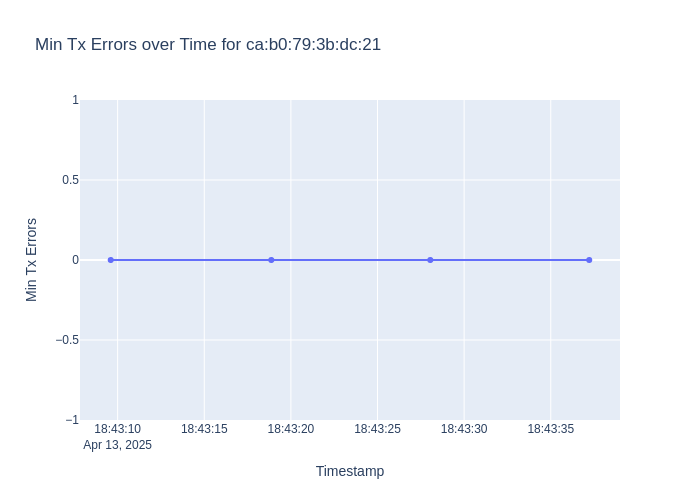 Min Tx Errors over Time for ca:b0:79:3b:dc:21
1
0.5
0
−0.5
−1
Min Tx Errors
18:43:10
Apr 13, 2025
18:43:15
18:43:20
18:43:25
18:43:30
18:43:35
Timestamp